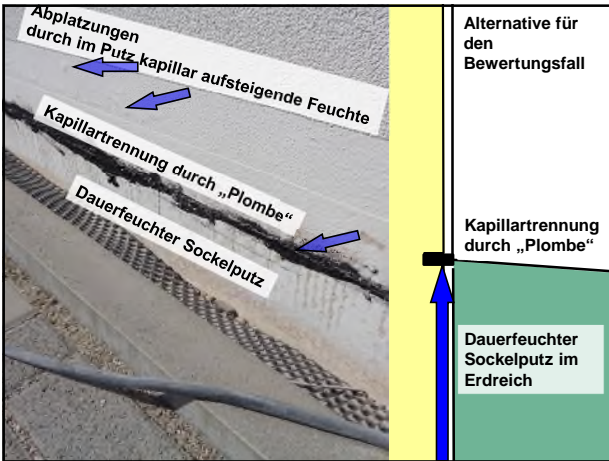 Abplatzungen
durch im Putz kapillar aufsteigende Feuchte
Kapillartrennung durch „Plombe“
Dauerfeuchter Sockelputz
Alternative für
den
Bewertungsfall
Kapillartrennung
durch „Plombe“
Dauerfeuchter
Sockelputz im
Erdreich